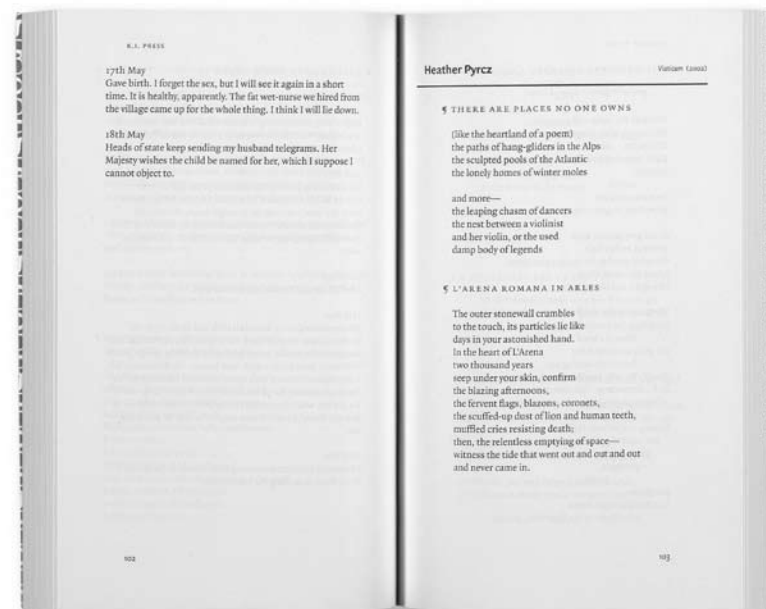 K.I. PRESS
17th May
Gave birth. I forget the sex, but I will see it again in a short
time. It is healthy, apparently. The fat wet-nurse we hired from
the village came up for the whole thing. I think I will lie down.
18th May
Heads of state keep sending my husband telegrams. Her
Majesty wishes the child be named for her, which I suppose I
cannot object to.
102
Heather Pyrcz
Viaticum (2002)
¶ THERE ARE PLACES NO ONE OWNS
(like the heartland of a poem)
the paths of hang-gliders in the Alps
the sculpted pools of the Atlantic
the lonely homes of winter moles
and more—
the leaping chasm of dancers
the nest between a violinist
and her violin, or the used
damp body of legends
¶ L'ARENA ROMANA IN ARLES
The outer stonewall crumbles
to the touch, its particles lie like
days in your astonished hand.
In the heart of L'Arena
two thousand years
seep under your skin, confirm
the blazing afternoons,
the fervent flags, blazons, coronets,
the scuffed-up dust of lion and human teeth,
muffled cries resisting death;
then, the relentless emptying of space—
witness the tide that went out and out and out
and never came in.
103